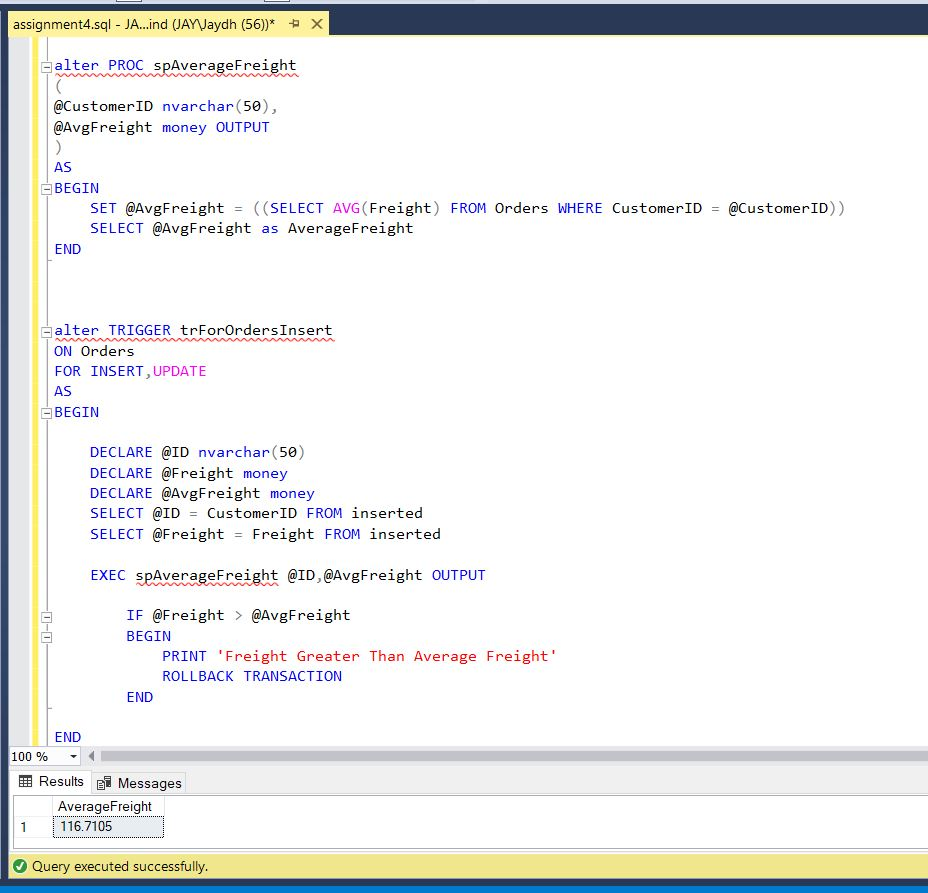 assignment4.sql - JA...ind (JAY\Jaydh (56))*
alter PROC spAverageFreight
(
@CustomerID nvarchar(50),
@AvgFreight money OUTPUT
)
AS
BEGIN
SET @AvgFreight = ((SELECT AVG(Freight) FROM Orders WHERE CustomerID = @CustomerID))
SELECT @AvgFreight as AverageFreight
END
alter TRIGGER trForOrdersInsert
ON Orders
FOR INSERT,UPDATE
AS
BEGIN
DECLARE @ID nvarchar(50)
DECLARE @Freight money
DECLARE @AvgFreight money
SELECT @ID = CustomerID FROM inserted
SELECT @Freight = Freight FROM inserted
EXEC spAverageFreight @ID,@AvgFreight OUTPUT
IF @Freight > @AvgFreight
BEGIN
PRINT 'Freight Greater Than Average Freight'
ROLLBACK TRANSACTION
END
END
100 %
Results Messages
AverageFreight
1 116.7105
Query executed successfully.